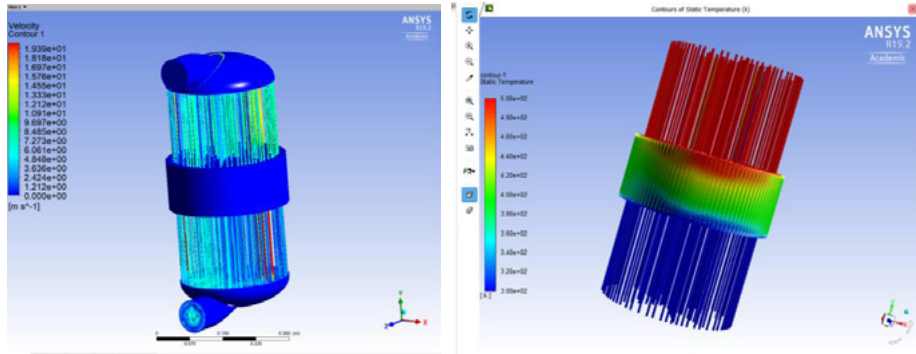 View 1
Velocity
Contour 1
1.939e+01
1.818e+01
1.697e+01
1.576e+01
1.455e+01
1.333e+01
1.212e+01
1.091e+01
9.697e+00
8.485e+00
7.273e+00
6.061e+00
4.848e+00
3.636e+00
2.424e+00
1.212e+00
0.000e+00
[m s^-1]
ANSYS
R19.2
Academic
Y
Z X
0 0.100 0.200 (m)
Contours of Static Temperature (k)
ANSYS
R19.2
Academic
contour 1
Static Temperature
5.00e+02
4.80e+02
4.60e+02
4.40e+02
4.20e+02
4.00e+02
3.80e+02
3.60e+02
3.40e+02
3.20e+02
3.00e+02
[ k ]